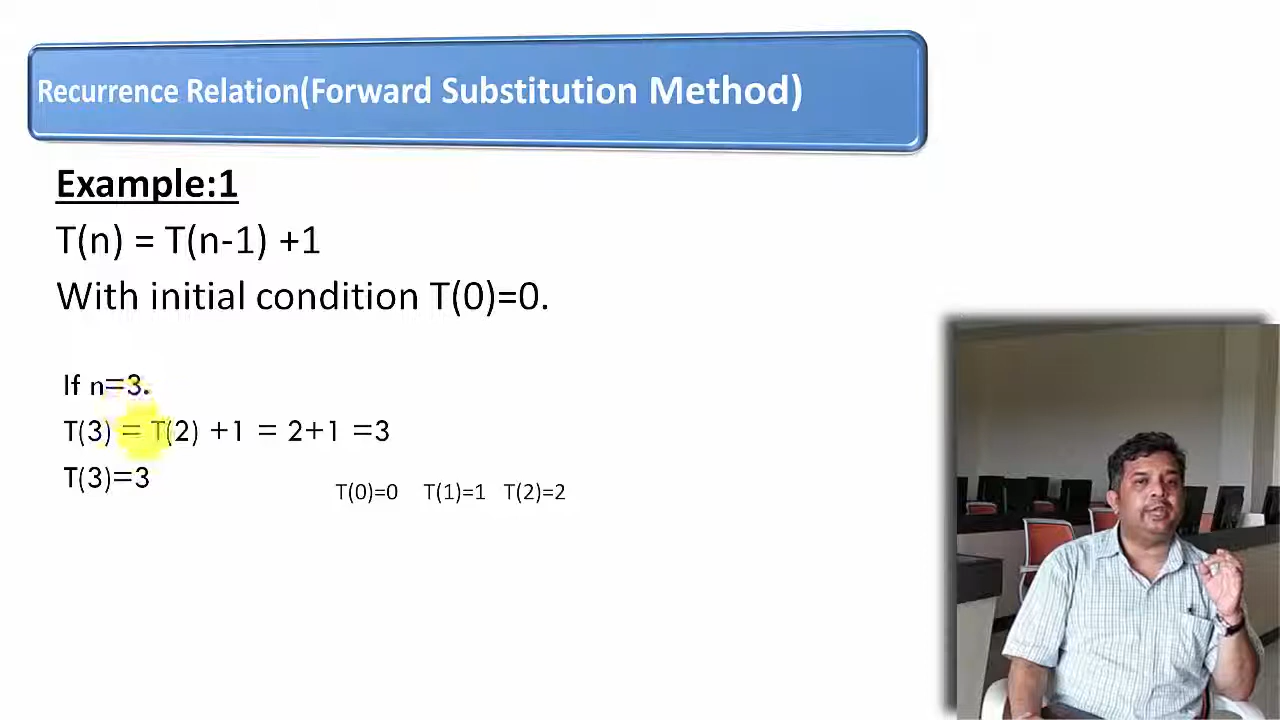 Recurrence Relation(Forward Substitution Method)
Example:1
T(n) = T(n-1) +1
With initial condition T(0)=0.
If n=3.
T(3) = T(2) +1 = 2+1 =3
T(3)=3
T(0)=0 T(1)=1 T(2)=2